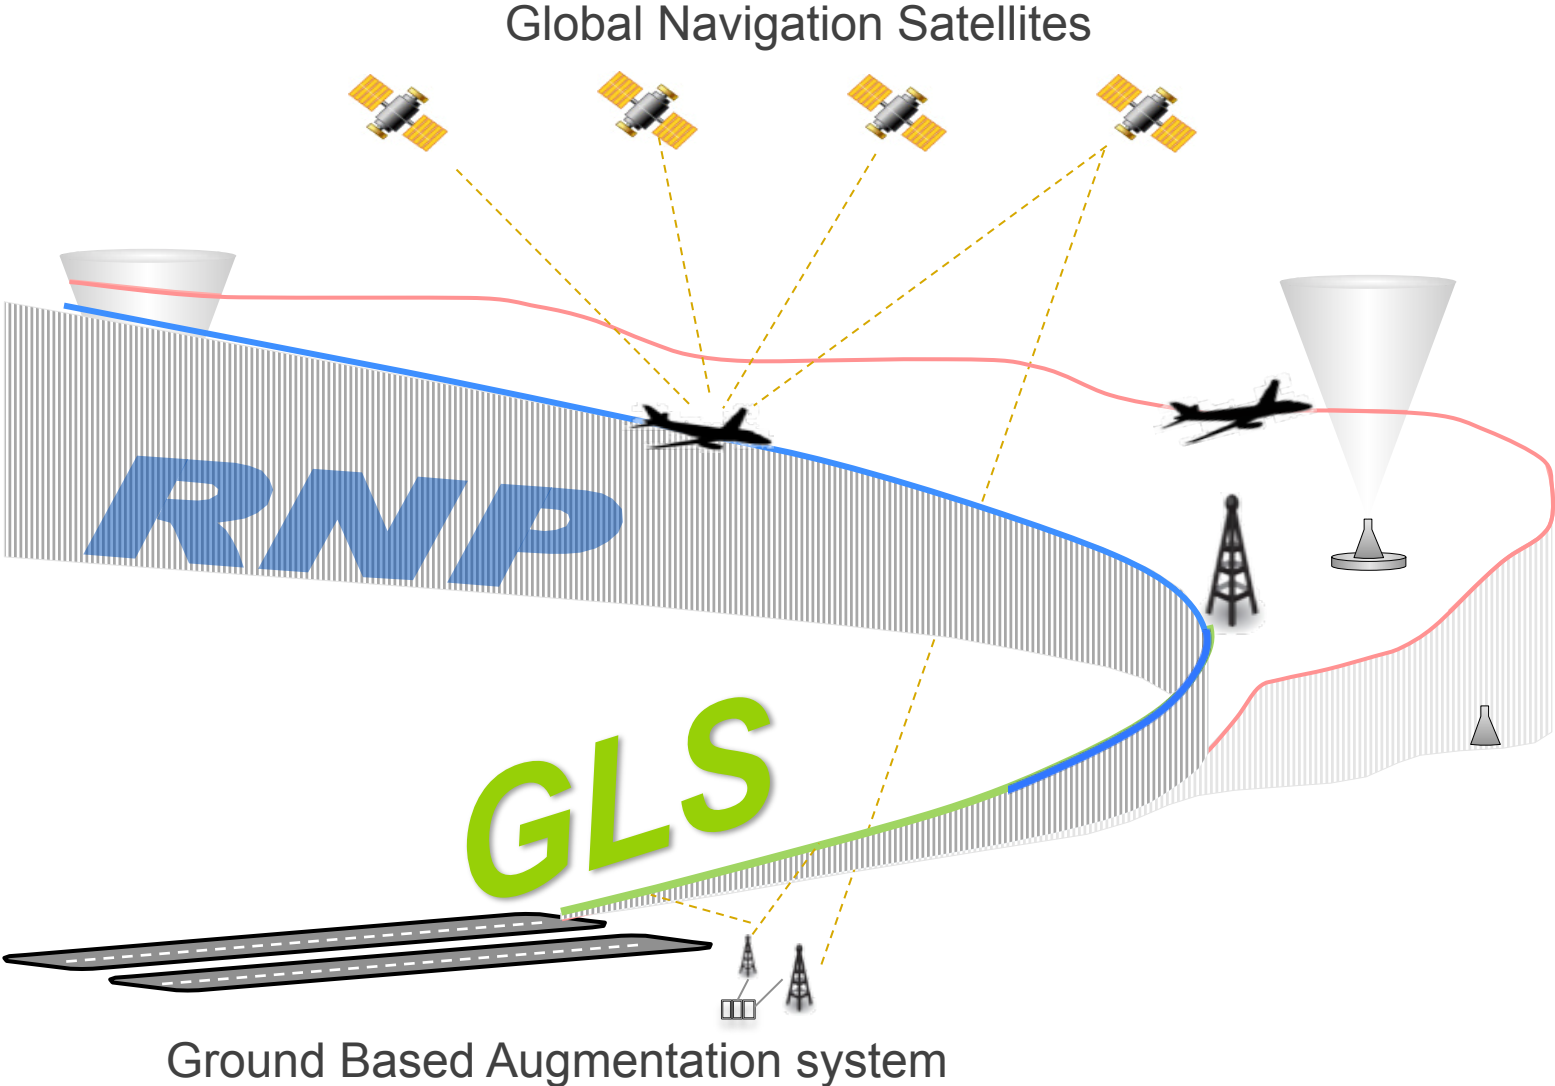 Global Navigation Satellites
RNP
GLS
Ground Based Augmentation system